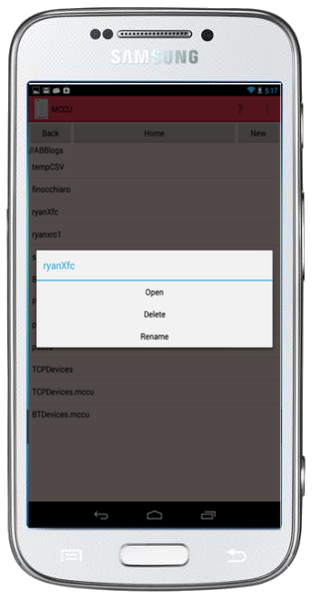 SAMSUNG
5:17
MCCU
?
Back Home New
//ABBlogs
tempCSV
finocchiaro
ryanXfc
ryanxrc1
ryanXfc
Open
Delete
Rename
TCPDevices
TCPDevices.mccu
BTDevices.mccu